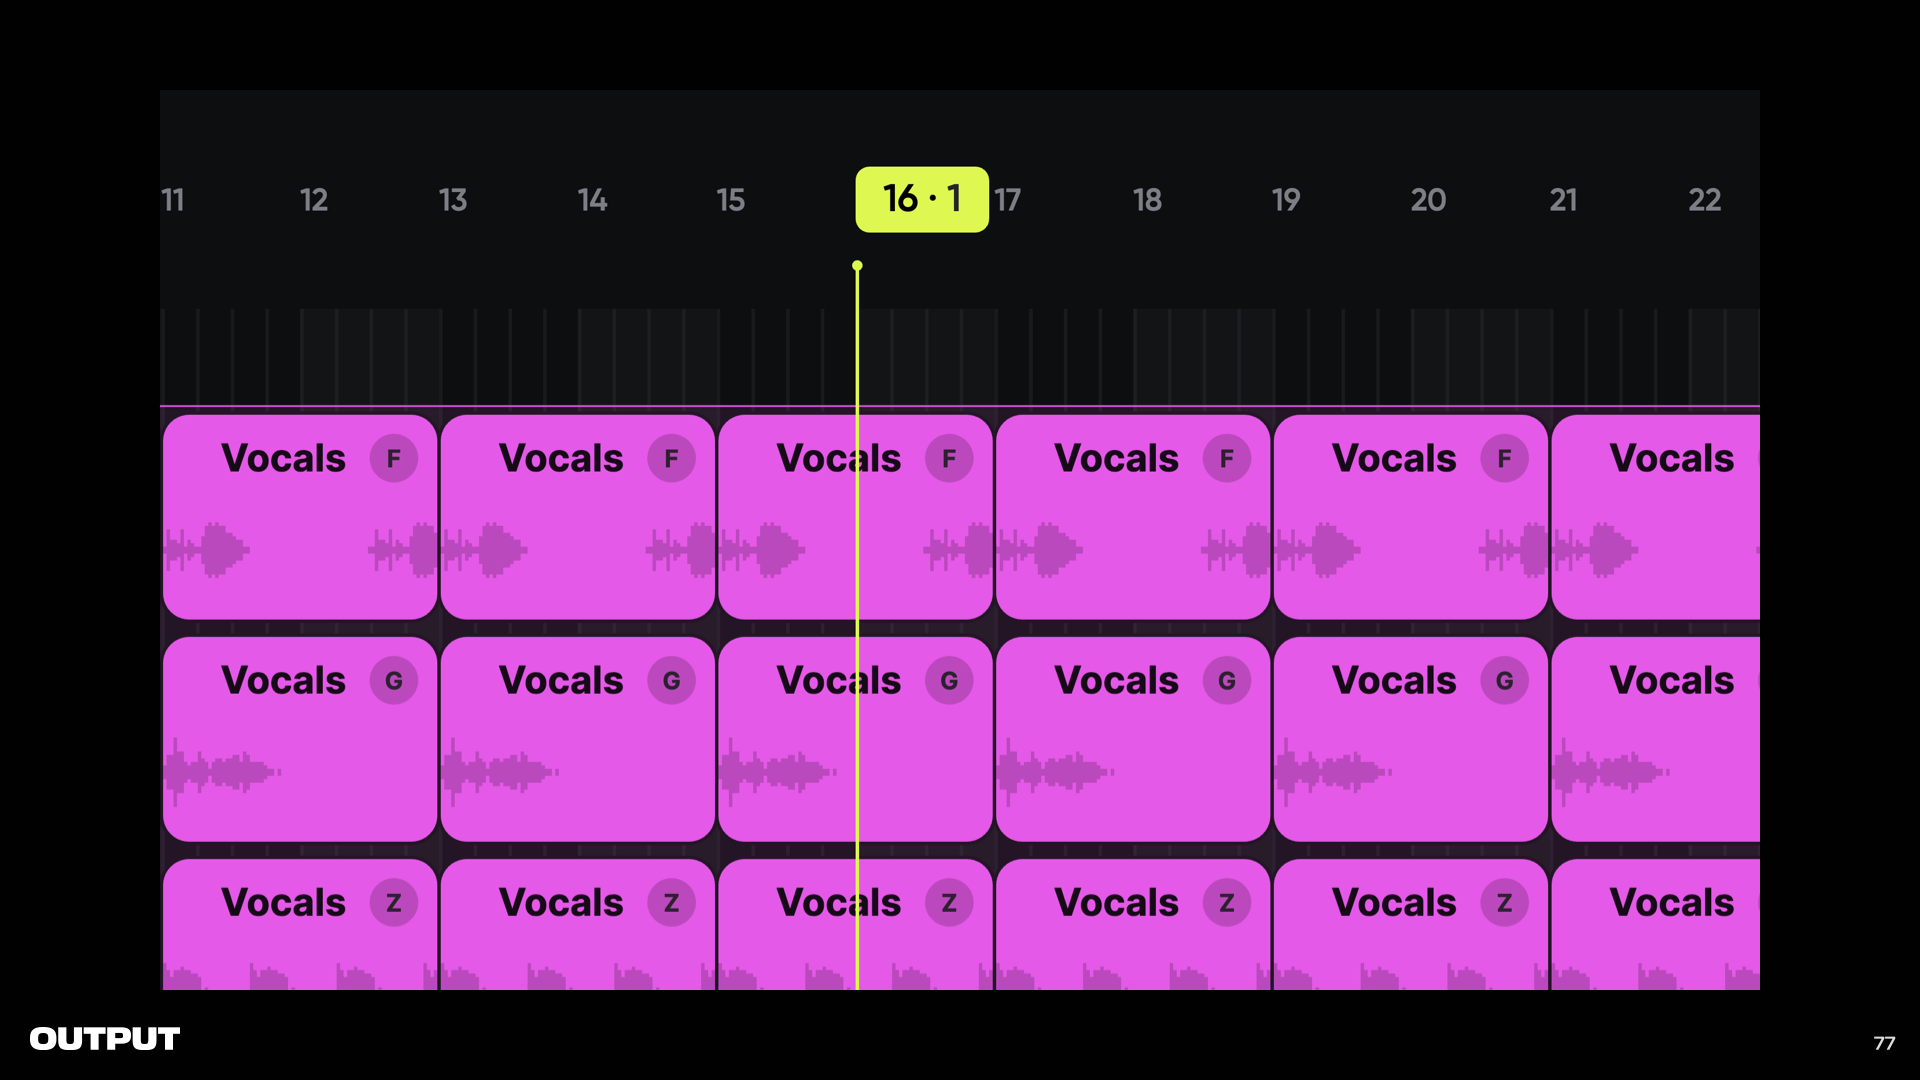 11 12 13 14 15 16 · 1 17 18 19 20 21 22
Vocals F Vocals F Vocals F Vocals F Vocals F Vocals
Vocals G Vocals G Vocals G Vocals G Vocals G Vocals
Vocals Z Vocals Z Vocals Z Vocals Z Vocals Z Vocals
OUTPUT
77